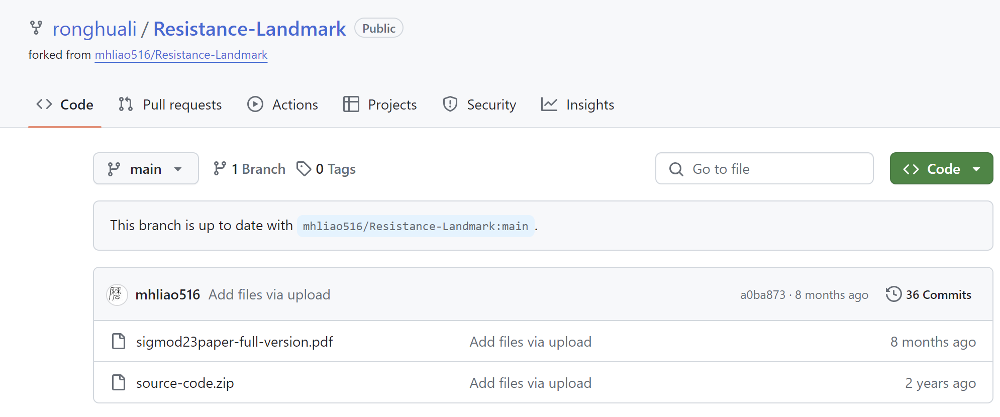 ronghuali / Resistance-Landmark Public
forked from mhliao516/Resistance-Landmark
Code Pull requests Actions Projects Security Insights
main 1 Branch 0 Tags Go to file Code
This branch is up to date with mhliao516/Resistance-Landmark:main .
mhliao516 Add files via upload a0ba873 · 8 months ago 36 Commits
sigmod23paper-full-version.pdf Add files via upload 8 months ago
source-code.zip Add files via upload 2 years ago